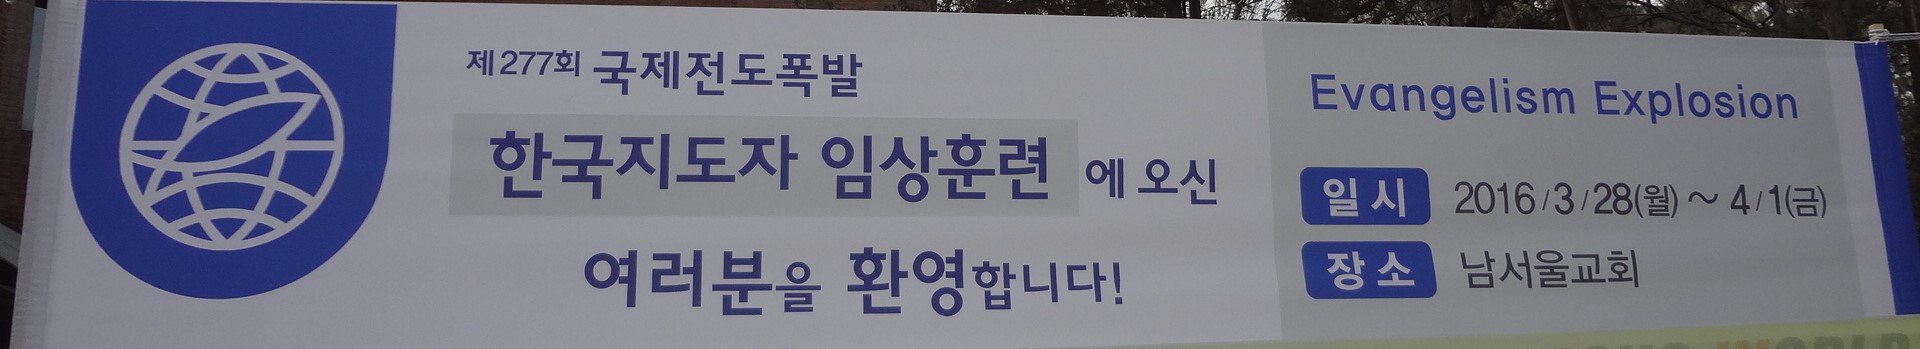 제277회 국제전도폭발
한국지도자 임상훈련 에 오신
여러분을 환영합니다!
Evangelism Explosion
일시 2016/3/28(월) ~ 4/1(금)
장소 남서울교회